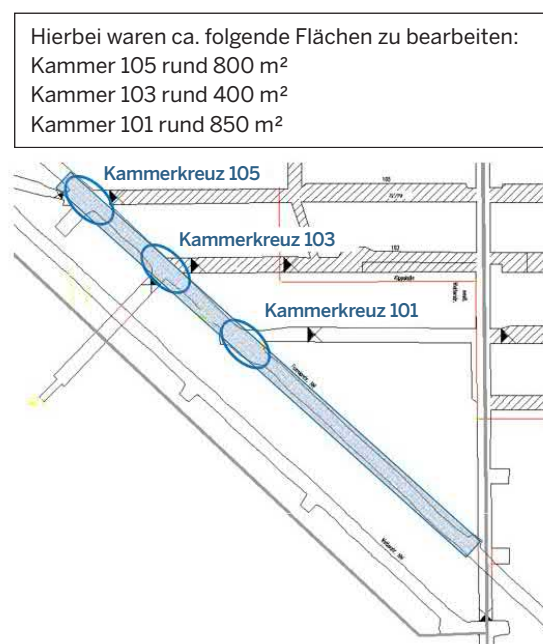 Hierbei waren ca. folgende Flächen zu bearbeiten:
Kammer 105 rund 800 m²
Kammer 103 rund 400 m²
Kammer 101 rund 850 m²
Kammerkreuz 105
Kammerkreuz 103
Kammerkreuz 101